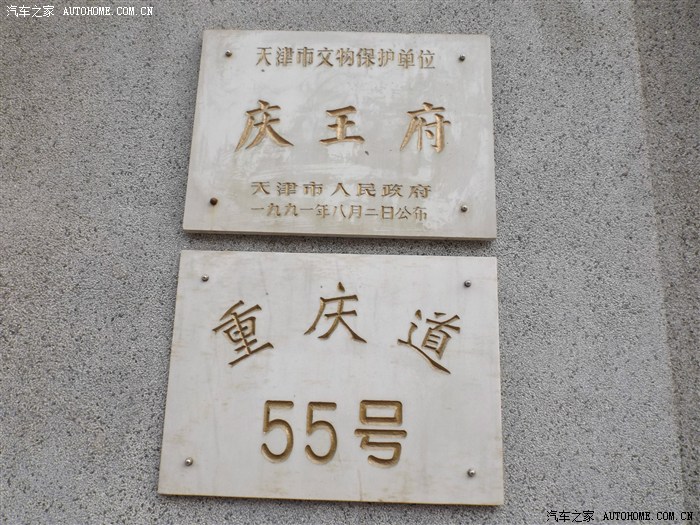 汽车之家 AUTOHOME.COM.CN
天津市文物保护单位
庆王府
天津市人民政府
一九九一年八月二日公布
重庆道
55号
汽车之家 AUTOHOME.COM.CN